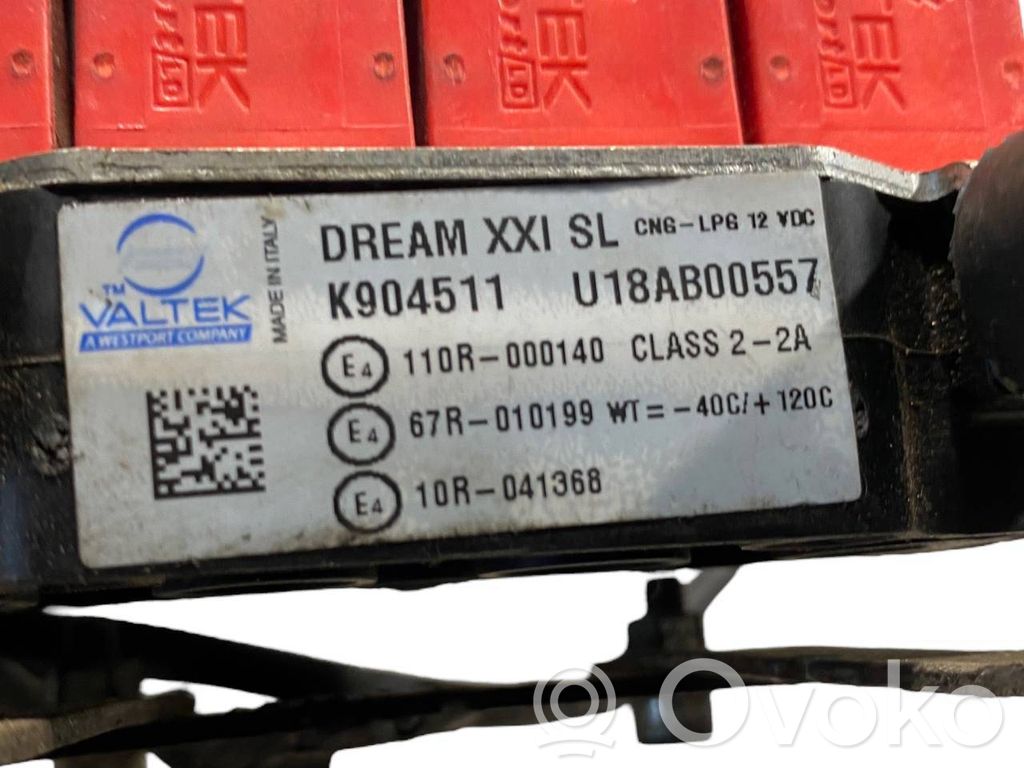 TM
VALTEK
A WESTPORT COMPANY
MADE IN ITALY
DREAM XXI SL CNG-LPG 12 VDC
K904511 U18AB00557
E4 110R-000140 CLASS 2-2A
E4 67R-010199 WT=-40C/+120C
E4 10R-041368
Ovoko